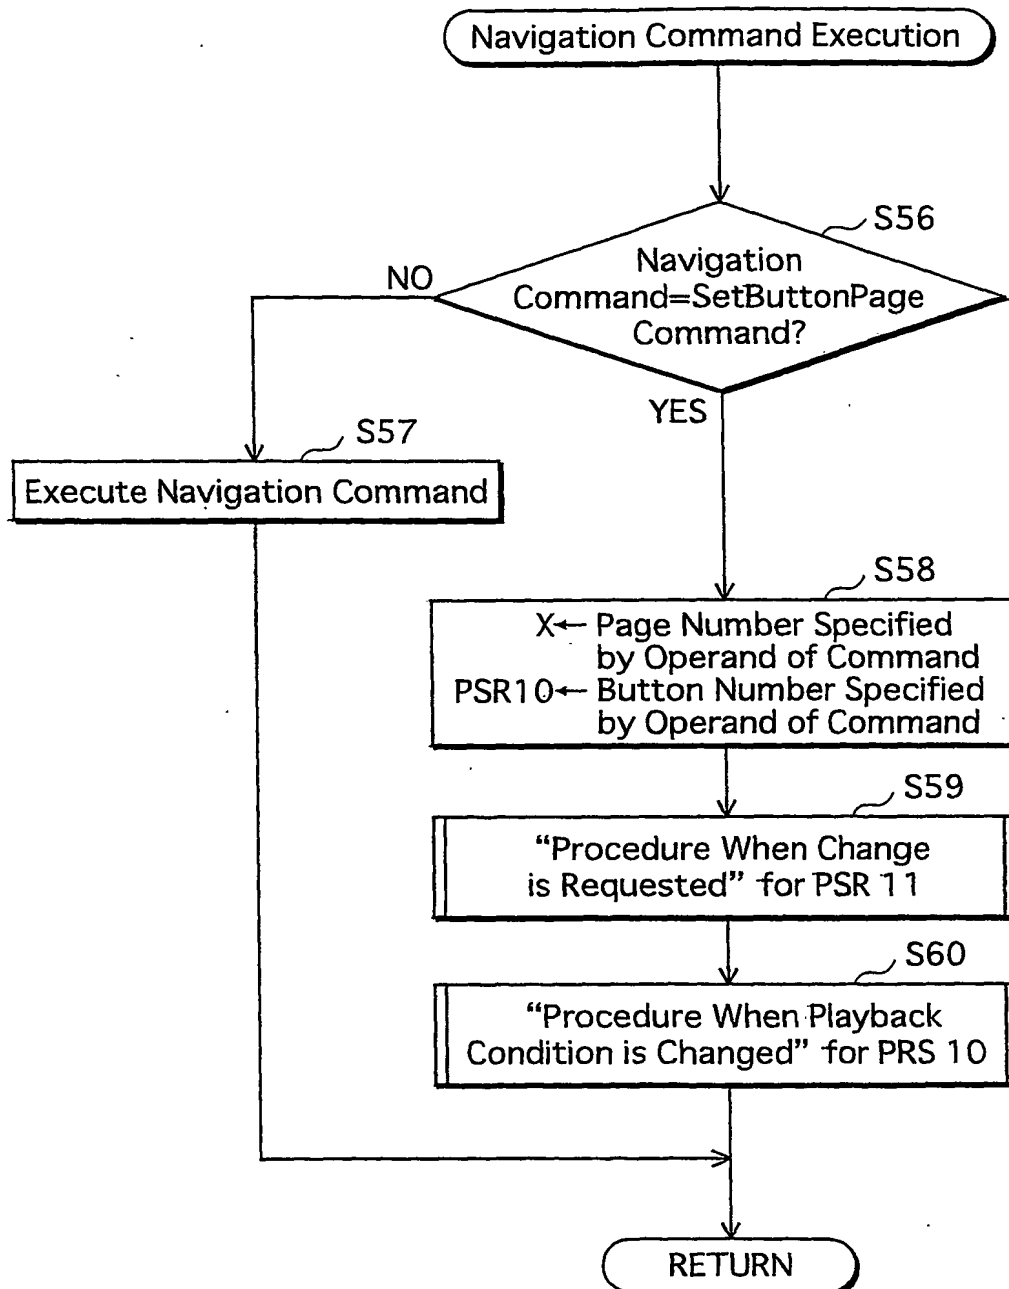 Navigation Command Execution
S56
Navigation
Command=SetButtonPage
Command?
NO
YES
S57
Execute Navigation Command
S58
X← Page Number Specified
by Operand of Command
PSR10← Button Number Specified
by Operand of Command
S59
“Procedure When Change
is Requested” for PSR 11
S60
“Procedure When Playback
Condition is Changed” for PRS 10
RETURN